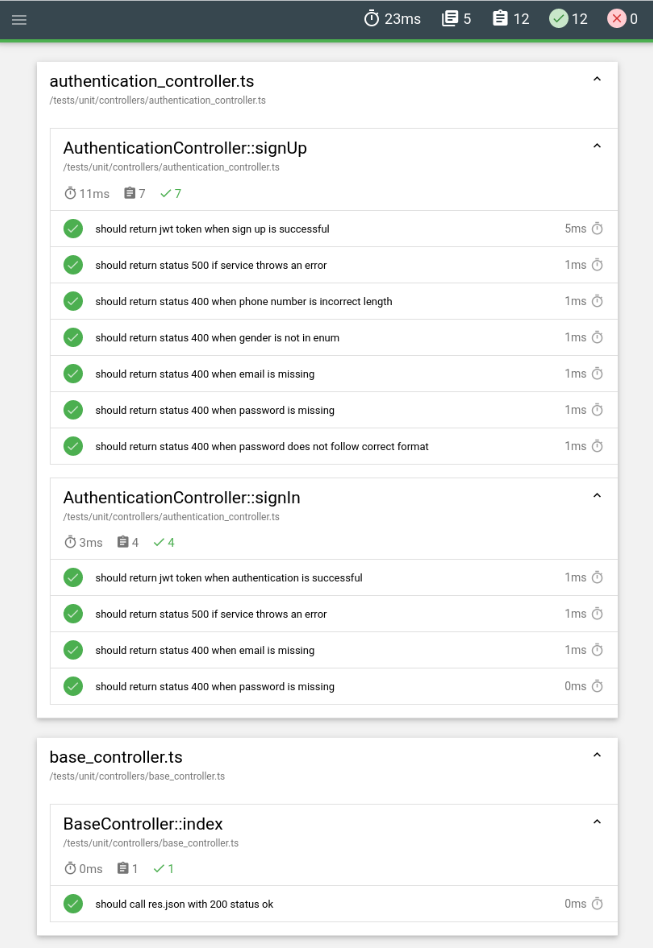 23ms 5 12 12 0
authentication_controller.ts
/tests/unit/controllers/authentication_controller.ts
AuthenticationController::signUp
/tests/unit/controllers/authentication_controller.ts
11ms 7 7
should return jwt token when sign up is successful 5ms
should return status 500 if service throws an error 1ms
should return status 400 when phone number is incorrect length 1ms
should return status 400 when gender is not in enum 1ms
should return status 400 when email is missing 1ms
should return status 400 when password is missing 1ms
should return status 400 when password does not follow correct format 1ms
AuthenticationController::signIn
/tests/unit/controllers/authentication_controller.ts
3ms 4 4
should return jwt token when authentication is successful 1ms
should return status 500 if service throws an error 1ms
should return status 400 when email is missing 1ms
should return status 400 when password is missing 0ms
base_controller.ts
/tests/unit/controllers/base_controller.ts
BaseController::index
/tests/unit/controllers/base_controller.ts
0ms 1 1
should call res.json with 200 status ok 0ms